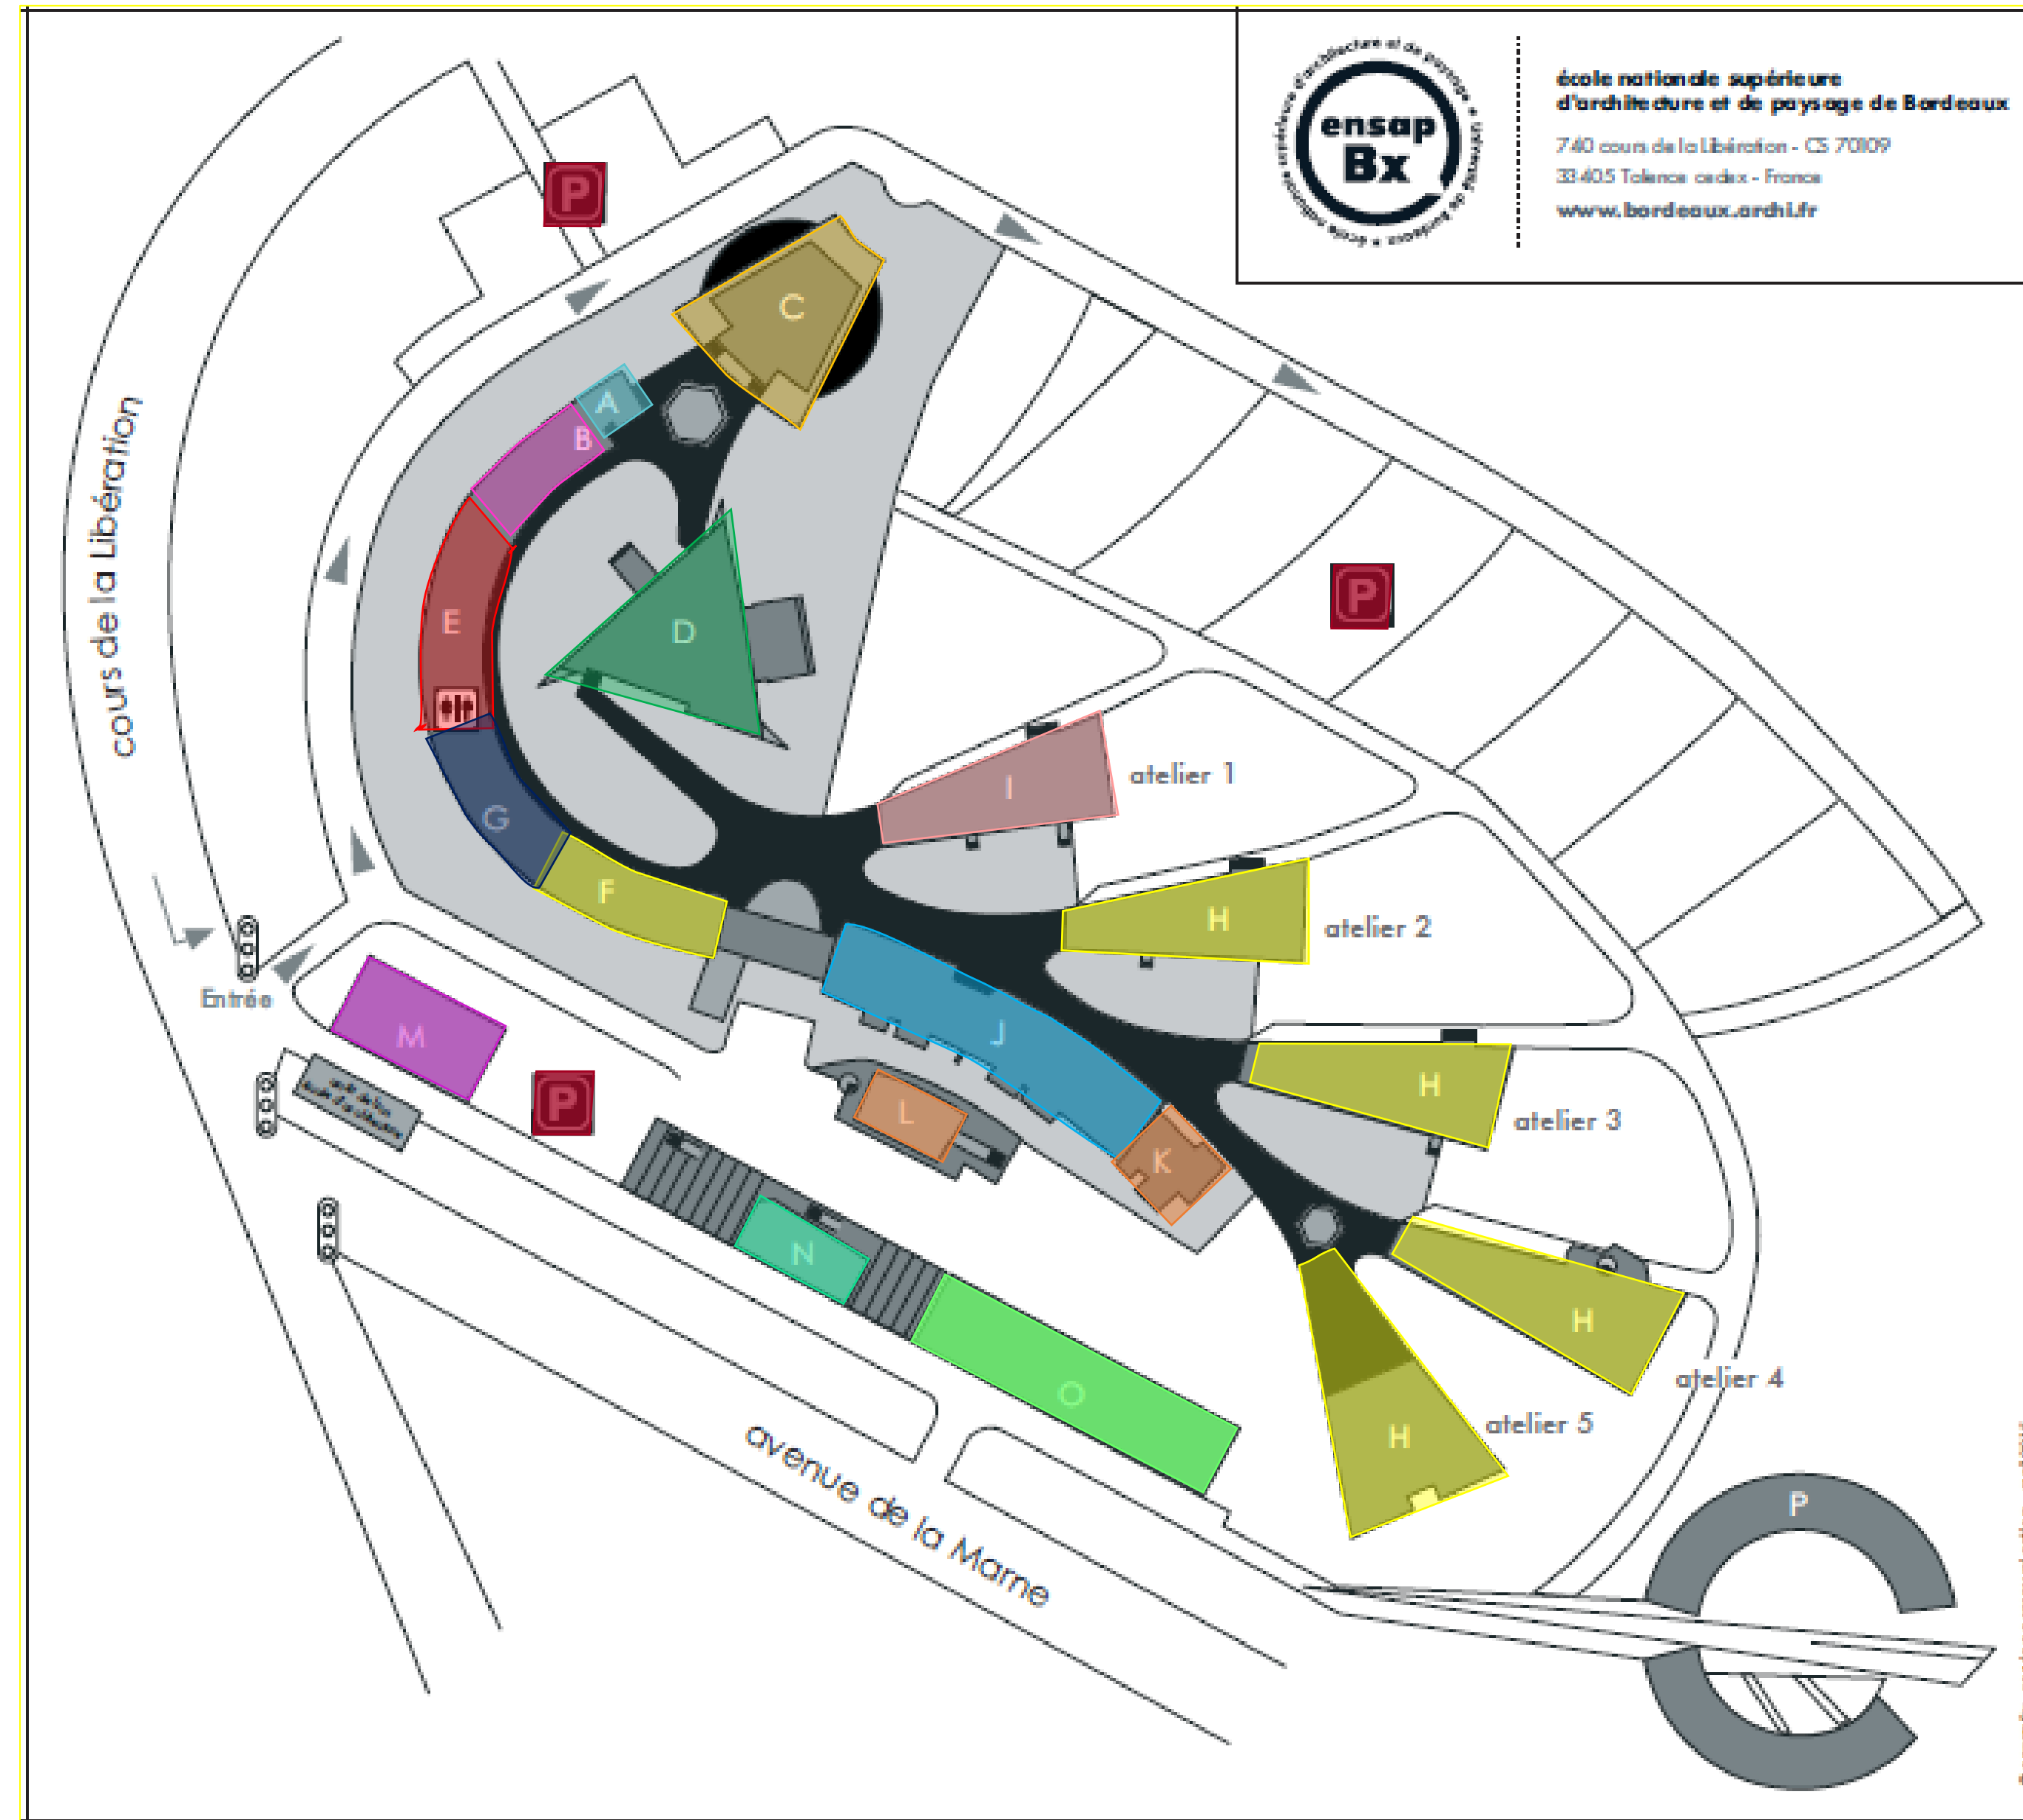 école nationale supérieure
d'architecture et de paysage de Bordeaux
740 cours de la Libération - CS 70109
33405 Talence cedex - France
www.bordeaux.archi.fr
ensap
Bx
P
C
A
B
cours de la Libération
E
D
P
I
atelier 1
G
F
H
atelier 2
Entrée
M
J
H
atelier 3
P
L
K
N
H
atelier 4
O
H
atelier 5
avenue de la Marne
P